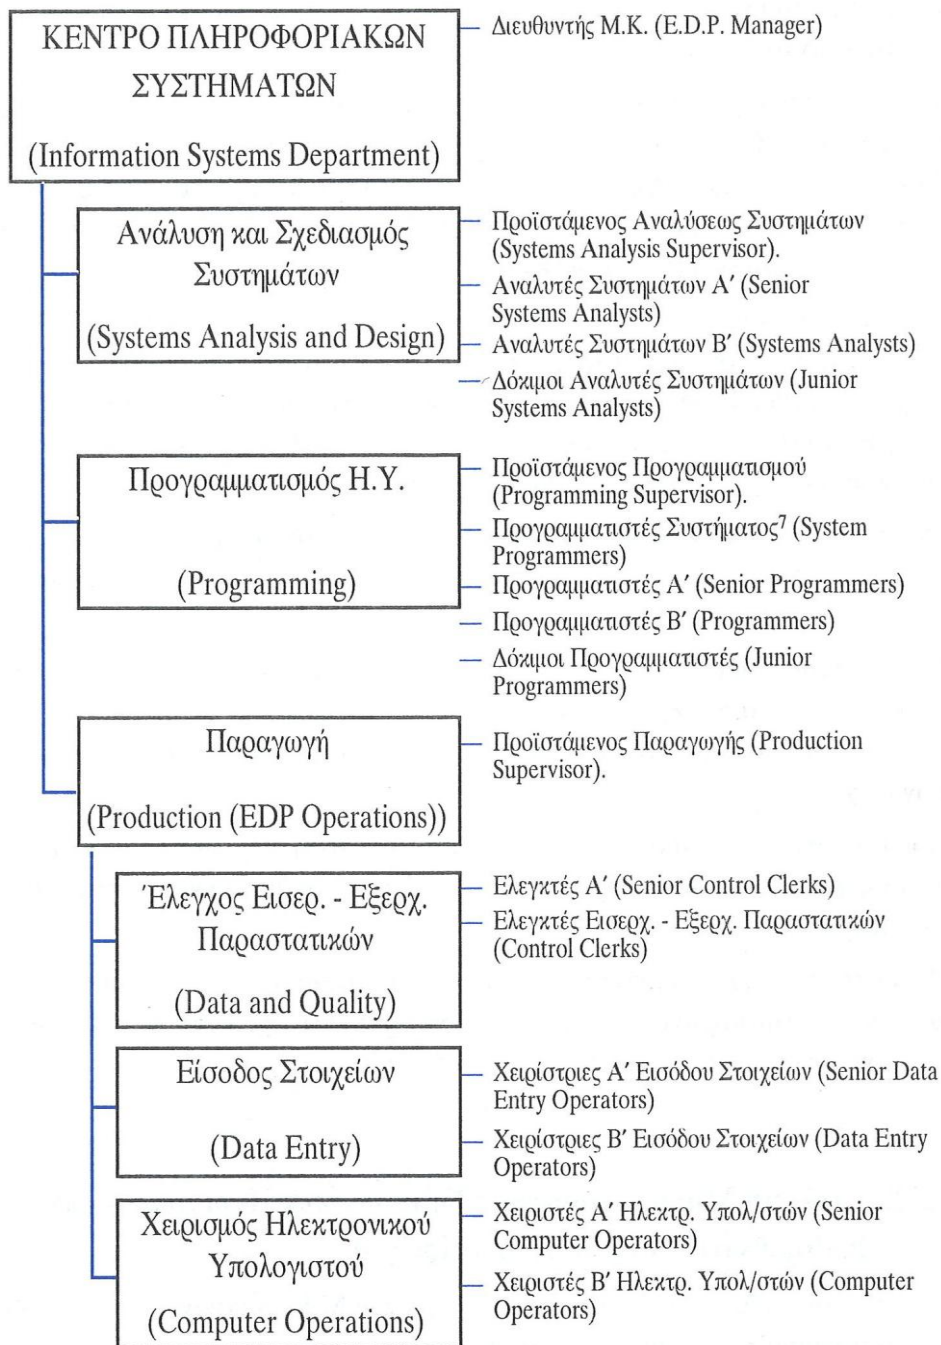 ΚΕΝΤΡΟ ΠΛΗΡΟΦΟΡΙΑΚΩΝ
ΣΥΣΤΗΜΑΤΩΝ
(Information Systems Department)
Διευθυντής Μ.Κ. (E.D.P. Manager)
Ανάλυση και Σχεδιασμός
Συστημάτων
(Systems Analysis and Design)
Προϊστάμενος Αναλύσεως Συστημάτων
(Systems Analysis Supervisor).
Αναλυτές Συστημάτων Α′ (Senior
Systems Analysts)
Αναλυτές Συστημάτων Β′ (Systems Analysts)
Δόκιμοι Αναλυτές Συστημάτων (Junior
Systems Analysts)
Προγραμματισμός Η.Υ.
(Programming)
Προϊστάμενος Προγραμματισμού
(Programming Supervisor).
Προγραμματιστές Συστήματος⁷ (System
Programmers)
Προγραμματιστές Α′ (Senior Programmers)
Προγραμματιστές Β′ (Programmers)
Δόκιμοι Προγραμματιστές (Junior
Programmers)
Παραγωγή
(Production (EDP Operations))
Προϊστάμενος Παραγωγής (Production
Supervisor).
Έλεγχος Εισερ. - Εξερχ.
Παραστατικών
(Data and Quality)
Ελεγκτές Α′ (Senior Control Clerks)
Ελεγκτές Εισερχ. - Εξερχ. Παραστατικών
(Control Clerks)
Είσοδος Στοιχείων
(Data Entry)
Χειρίστριες Α′ Εισόδου Στοιχείων (Senior Data
Entry Operators)
Χειρίστριες Β′ Εισόδου Στοιχείων (Data Entry
Operators)
Χειρισμός Ηλεκτρονικού
Υπολογιστού
(Computer Operations)
Χειριστές Α′ Ηλεκτρ. Υπολ/στών (Senior
Computer Operators)
Χειριστές Β′ Ηλεκτρ. Υπολ/στών (Computer
Operators)